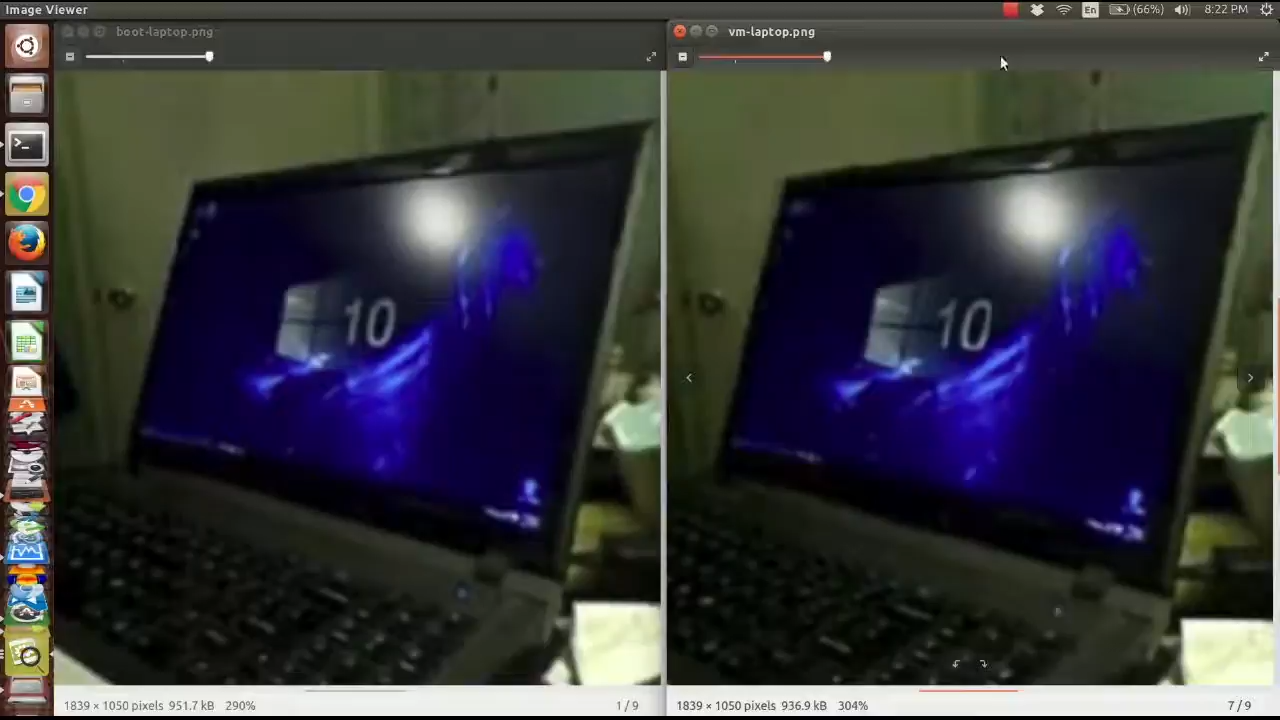 Image Viewer
En
(66%)
8:22 PM
boot-laptop.png
vm-laptop.png
10
10
1839 × 1050 pixels 951.7 kB 290%
1 / 9
1839 × 1050 pixels 936.9 kB 304%
7 / 9